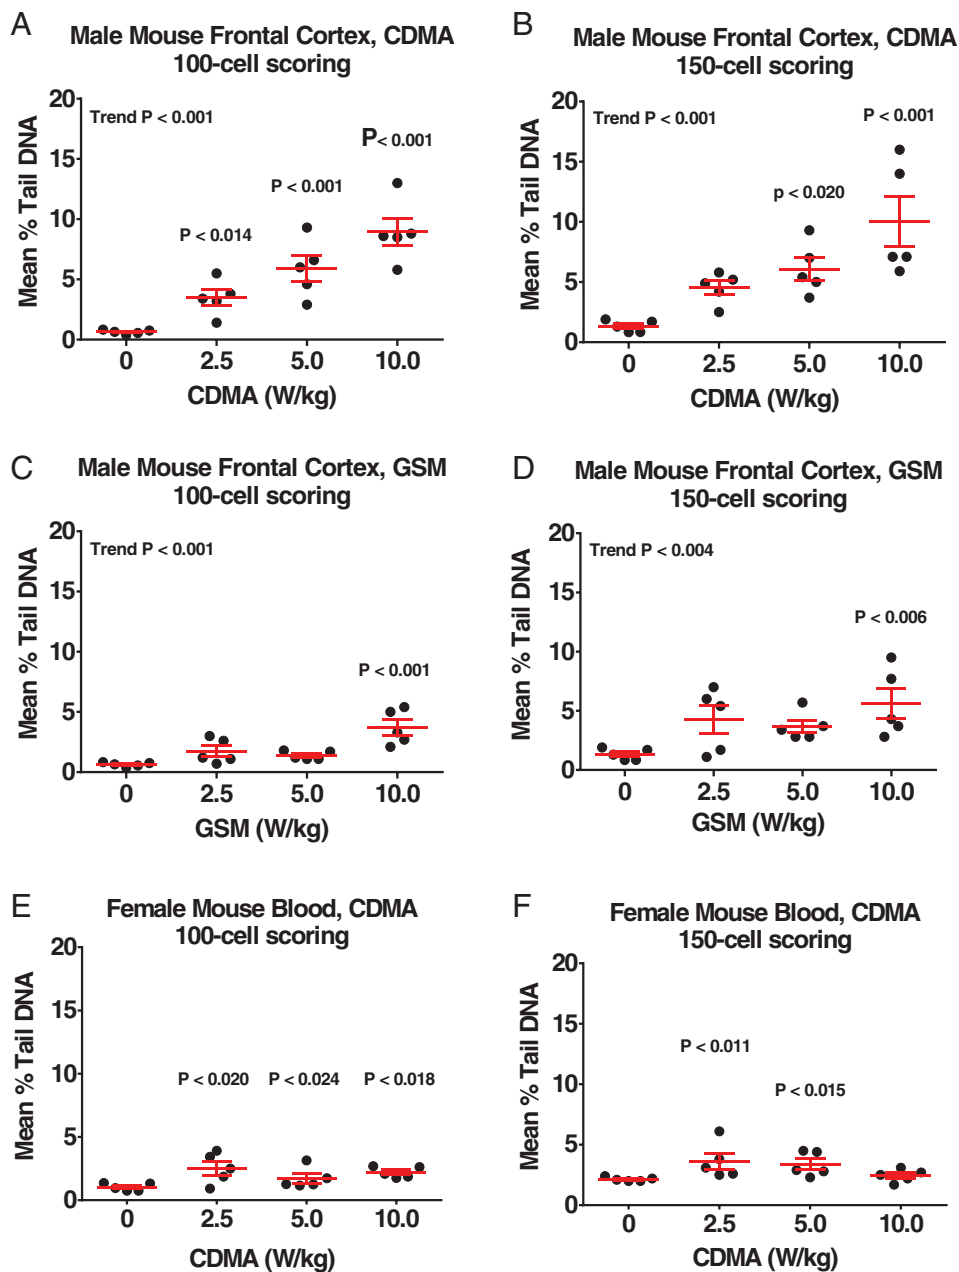 A
Male Mouse Frontal Cortex, CDMA
100-cell scoring
Mean % Tail DNA
20
15
10
5
0
Trend P < 0.001
P < 0.014
P < 0.001
P < 0.001
0 2.5 5.0 10.0
CDMA (W/kg)
B
Male Mouse Frontal Cortex, CDMA
150-cell scoring
Mean % Tail DNA
20
15
10
5
0
Trend P < 0.001
p < 0.020
P < 0.001
0 2.5 5.0 10.0
CDMA (W/kg)
C
Male Mouse Frontal Cortex, GSM
100-cell scoring
Mean % Tail DNA
20
15
10
5
0
Trend P < 0.001
P < 0.001
0 2.5 5.0 10.0
GSM (W/kg)
D
Male Mouse Frontal Cortex, GSM
150-cell scoring
Mean % Tail DNA
20
15
10
5
0
Trend P < 0.004
P < 0.006
0 2.5 5.0 10.0
GSM (W/kg)
E
Female Mouse Blood, CDMA
100-cell scoring
Mean % Tail DNA
20
15
10
5
0
P < 0.020 P < 0.024 P < 0.018
0 2.5 5.0 10.0
CDMA (W/kg)
F
Female Mouse Blood, CDMA
150-cell scoring
Mean % Tail DNA
20
15
10
5
0
P < 0.011
P < 0.015
0 2.5 5.0 10.0
CDMA (W/kg)